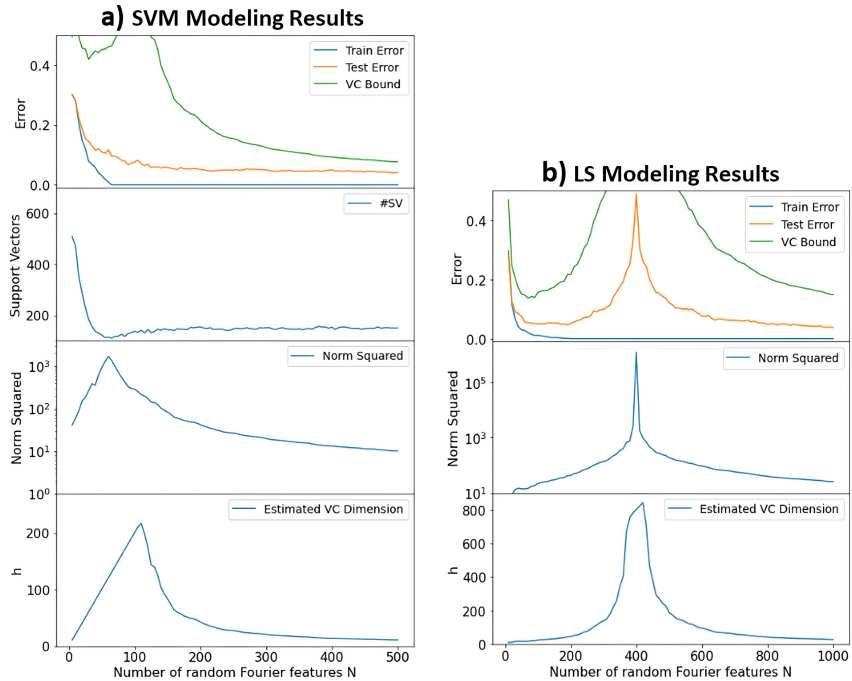 a) SVM Modeling Results
Train Error
Test Error
VC Bound
0.4
0.2
0.0
Error
#SV
600
400
200
Support Vectors
Norm Squared
10³
10²
10¹
10⁰
Norm Squared
Estimated VC Dimension
200
100
0
h
0 100 200 300 400 500
Number of random Fourier features N
b) LS Modeling Results
Train Error
Test Error
VC Bound
0.4
0.2
0.0
Error
Norm Squared
10⁵
10³
10¹
Norm Squared
Estimated VC Dimension
800
600
400
200
0
h
0 200 400 600 800 1000
Number of random Fourier features N